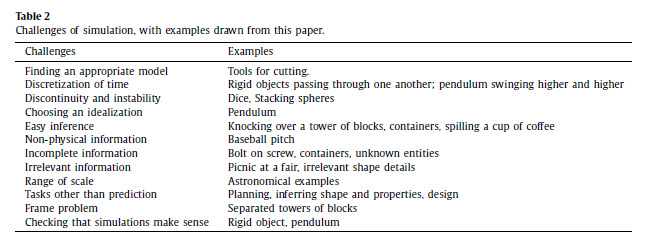 Table 2
Challenges of simulation, with examples drawn from this paper.
Challenges Examples
Finding an appropriate model Tools for cutting.
Discretization of time Rigid objects passing through one another; pendulum swinging higher and higher
Discontinuity and instability Dice, Stacking spheres
Choosing an idealization Pendulum
Easy inference Knocking over a tower of blocks, containers, spilling a cup of coffee
Non-physical information Baseball pitch
Incomplete information Bolt on screw, containers, unknown entities
Irrelevant information Picnic at a fair, irrelevant shape details
Range of scale Astronomical examples
Tasks other than prediction Planning, inferring shape and properties, design
Frame problem Separated towers of blocks
Checking that simulations make sense Rigid object, pendulum